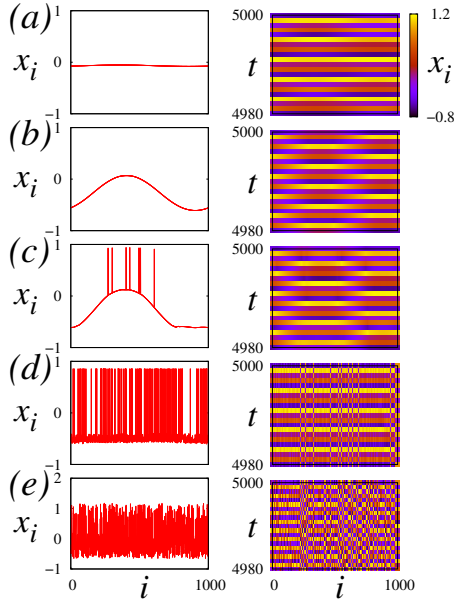 (a) 1 5000 1.2
x_i 0 t x_i
−1 4980 −0.8
(b) 1 5000
x_i 0 t
−1 4980
(c) 1 5000
x_i 0 t
−1 4980
(d) 1 5000
x_i 0 t
−1 4980
(e) 2 5000
x_i 1 t
0
−1 4980
0 i 1000 0 i 1000